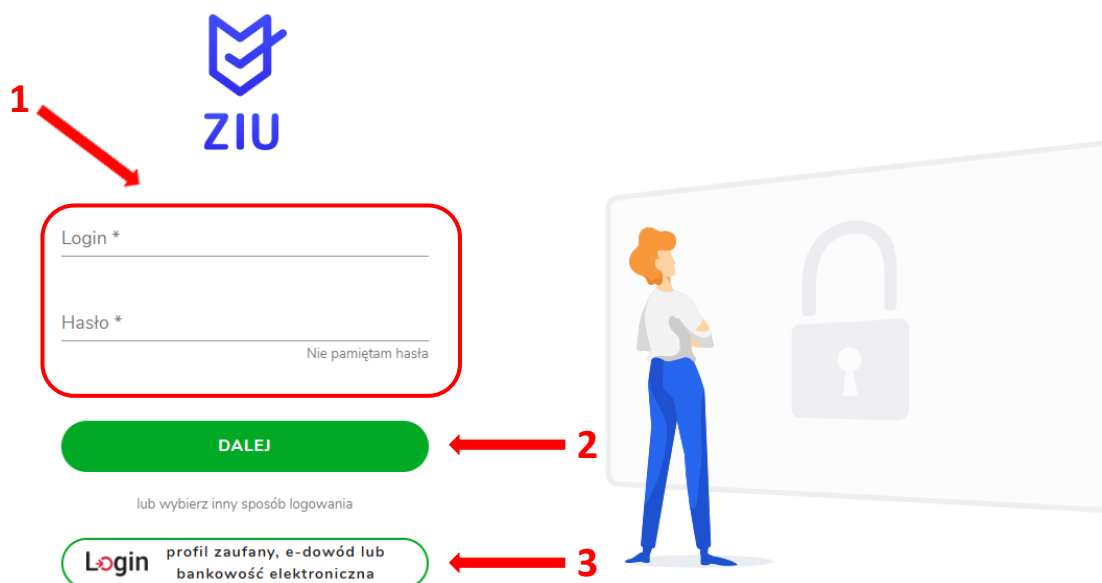 ZIU
1
Login *
Hasło *
Nie pamiętam hasła
DALEJ
2
lub wybierz inny sposób logowania
Login profil zaufany, e-dowód lub
bankowość elektroniczna
3